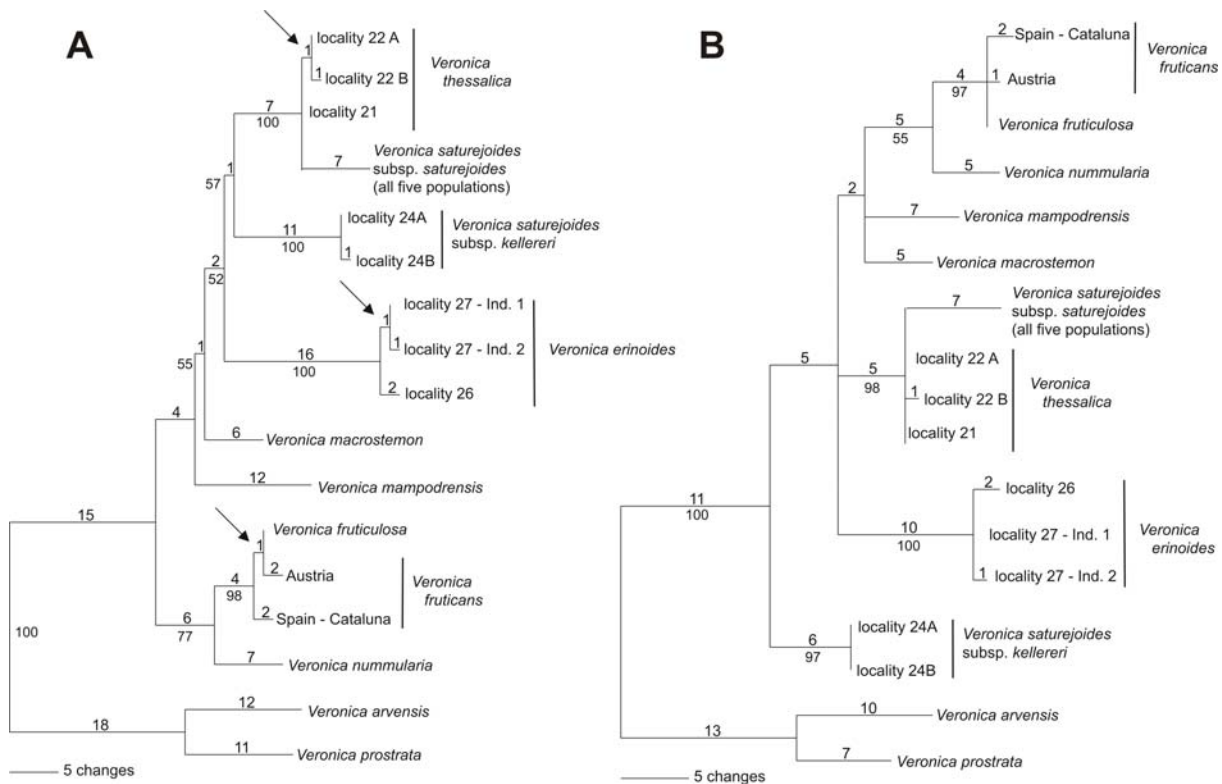 A
1
locality 22 A
1
locality 22 B
Veronica
thessalica
7
100
locality 21
7
Veronica saturejoides
subsp. saturejoides
(all five populations)
1
57
11
100
locality 24A
1
locality 24B
Veronica saturejoides
subsp. kellereri
2
52
16
100
1
locality 27 - Ind. 1
1
locality 27 - Ind. 2
2
locality 26
Veronica erinoides
1
55
6
Veronica macrostemon
4
12
Veronica mampodrensis
15
Veronica fruticulosa
1
2
Austria
4
98
2
Spain - Cataluna
Veronica
fruticans
6
77
7
Veronica nummularia
100
12
Veronica arvensis
18
11
Veronica prostrata
5 changes
B
2
Spain - Cataluna
4
97
1
Austria
Veronica
fruticans
Veronica fruticulosa
5
55
5
Veronica nummularia
2
7
Veronica mampodrensis
5
Veronica macrostemon
7
Veronica saturejoides
subsp. saturejoides
(all five populations)
5
5
98
locality 22 A
1
locality 22 B
locality 21
Veronica
thessalica
2
locality 26
10
100
locality 27 - Ind. 1
1
locality 27 - Ind. 2
Veronica
erinoides
11
100
6
97
locality 24A
locality 24B
Veronica saturejoides
subsp. kellereri
10
Veronica arvensis
13
7
Veronica prostrata
5 changes